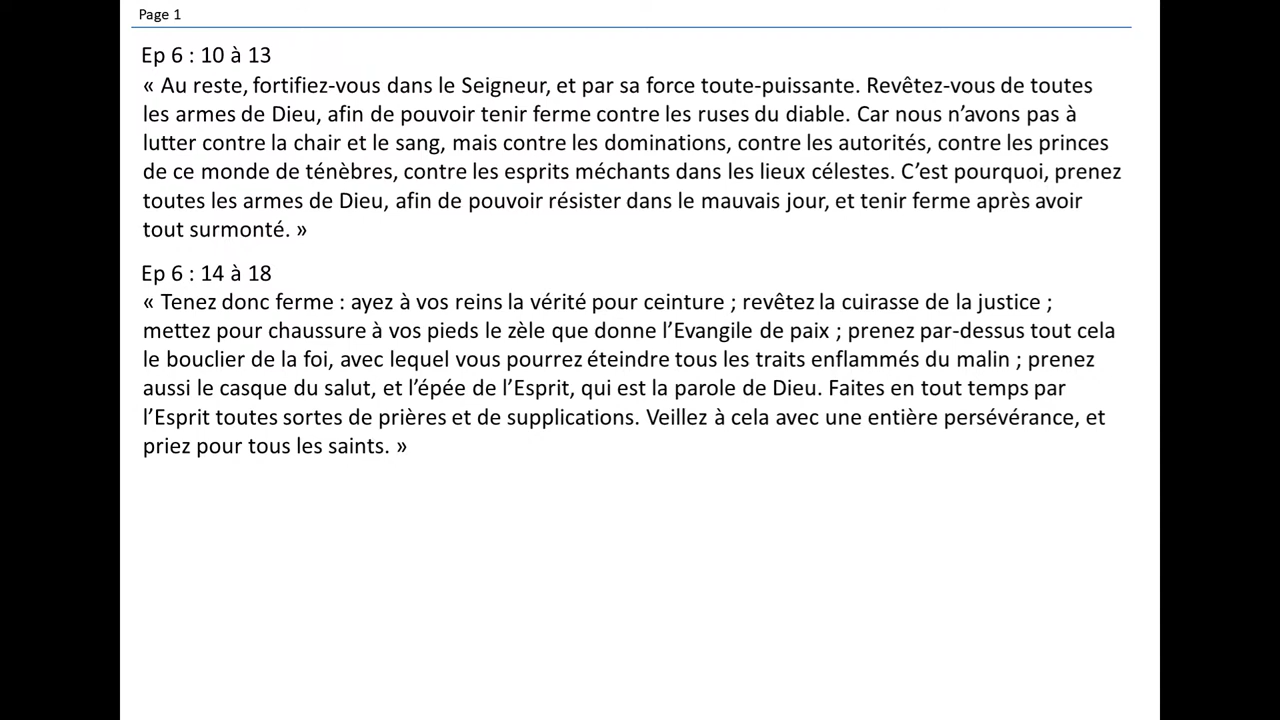 Page 1
Ep 6 : 10 à 13
« Au reste, fortifiez-vous dans le Seigneur, et par sa force toute-puissante. Revêtez-vous de toutes
les armes de Dieu, afin de pouvoir tenir ferme contre les ruses du diable. Car nous n’avons pas à
lutter contre la chair et le sang, mais contre les dominations, contre les autorités, contre les princes
de ce monde de ténèbres, contre les esprits méchants dans les lieux célestes. C’est pourquoi, prenez
toutes les armes de Dieu, afin de pouvoir résister dans le mauvais jour, et tenir ferme après avoir
tout surmonté. »
Ep 6 : 14 à 18
« Tenez donc ferme : ayez à vos reins la vérité pour ceinture ; revêtez la cuirasse de la justice ;
mettez pour chaussure à vos pieds le zèle que donne l’Evangile de paix ; prenez par-dessus tout cela
le bouclier de la foi, avec lequel vous pourrez éteindre tous les traits enflammés du malin ; prenez
aussi le casque du salut, et l’épée de l’Esprit, qui est la parole de Dieu. Faites en tout temps par
l’Esprit toutes sortes de prières et de supplications. Veillez à cela avec une entière persévérance, et
priez pour tous les saints. »